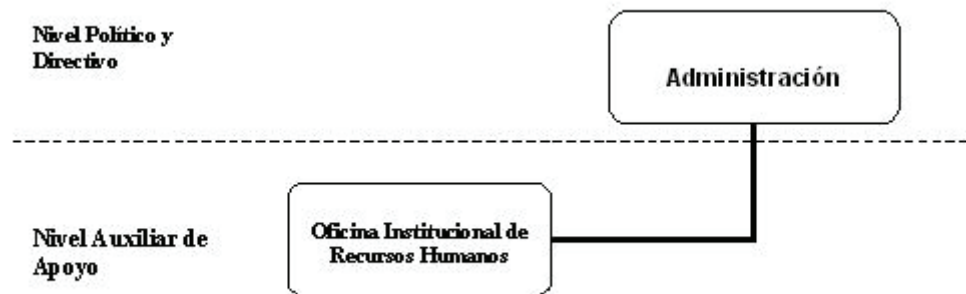 Nivel Político y
Directivo
Administración
Nivel Auxiliar de
Apoyo
Oficina Institucional de
Recursos Humanos